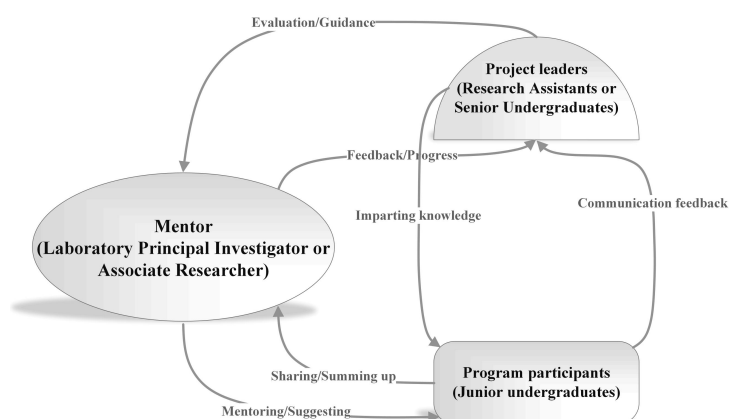 Evaluation/Guidance
Project leaders
(Research Assistants or
Senior Undergraduates)
Feedback/Progress
Imparting knowledge
Communication feedback
Mentor
(Laboratory Principal Investigator or
Associate Researcher)
Sharing/Summing up
Program participants
(Junior undergraduates)
Mentoring/Suggesting